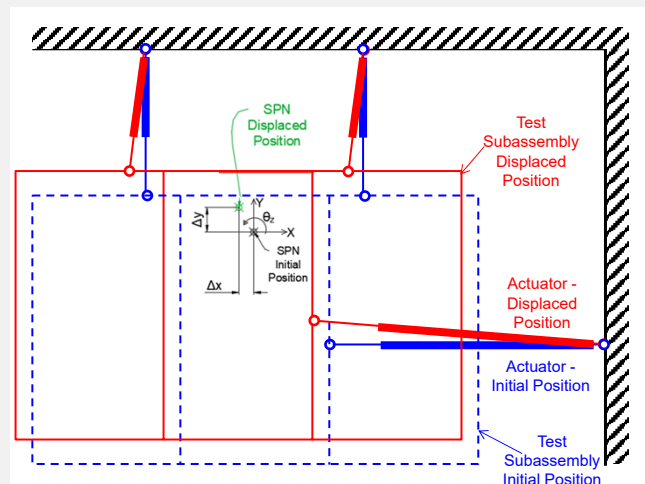 SPN
Displaced
Position
Test
Subassembly
Displaced
Position
Y
θz
X
Δy
SPN
Initial
Position
Δx
Actuator -
Displaced
Position
Actuator -
Initial Position
Test
Subassembly
Initial Position